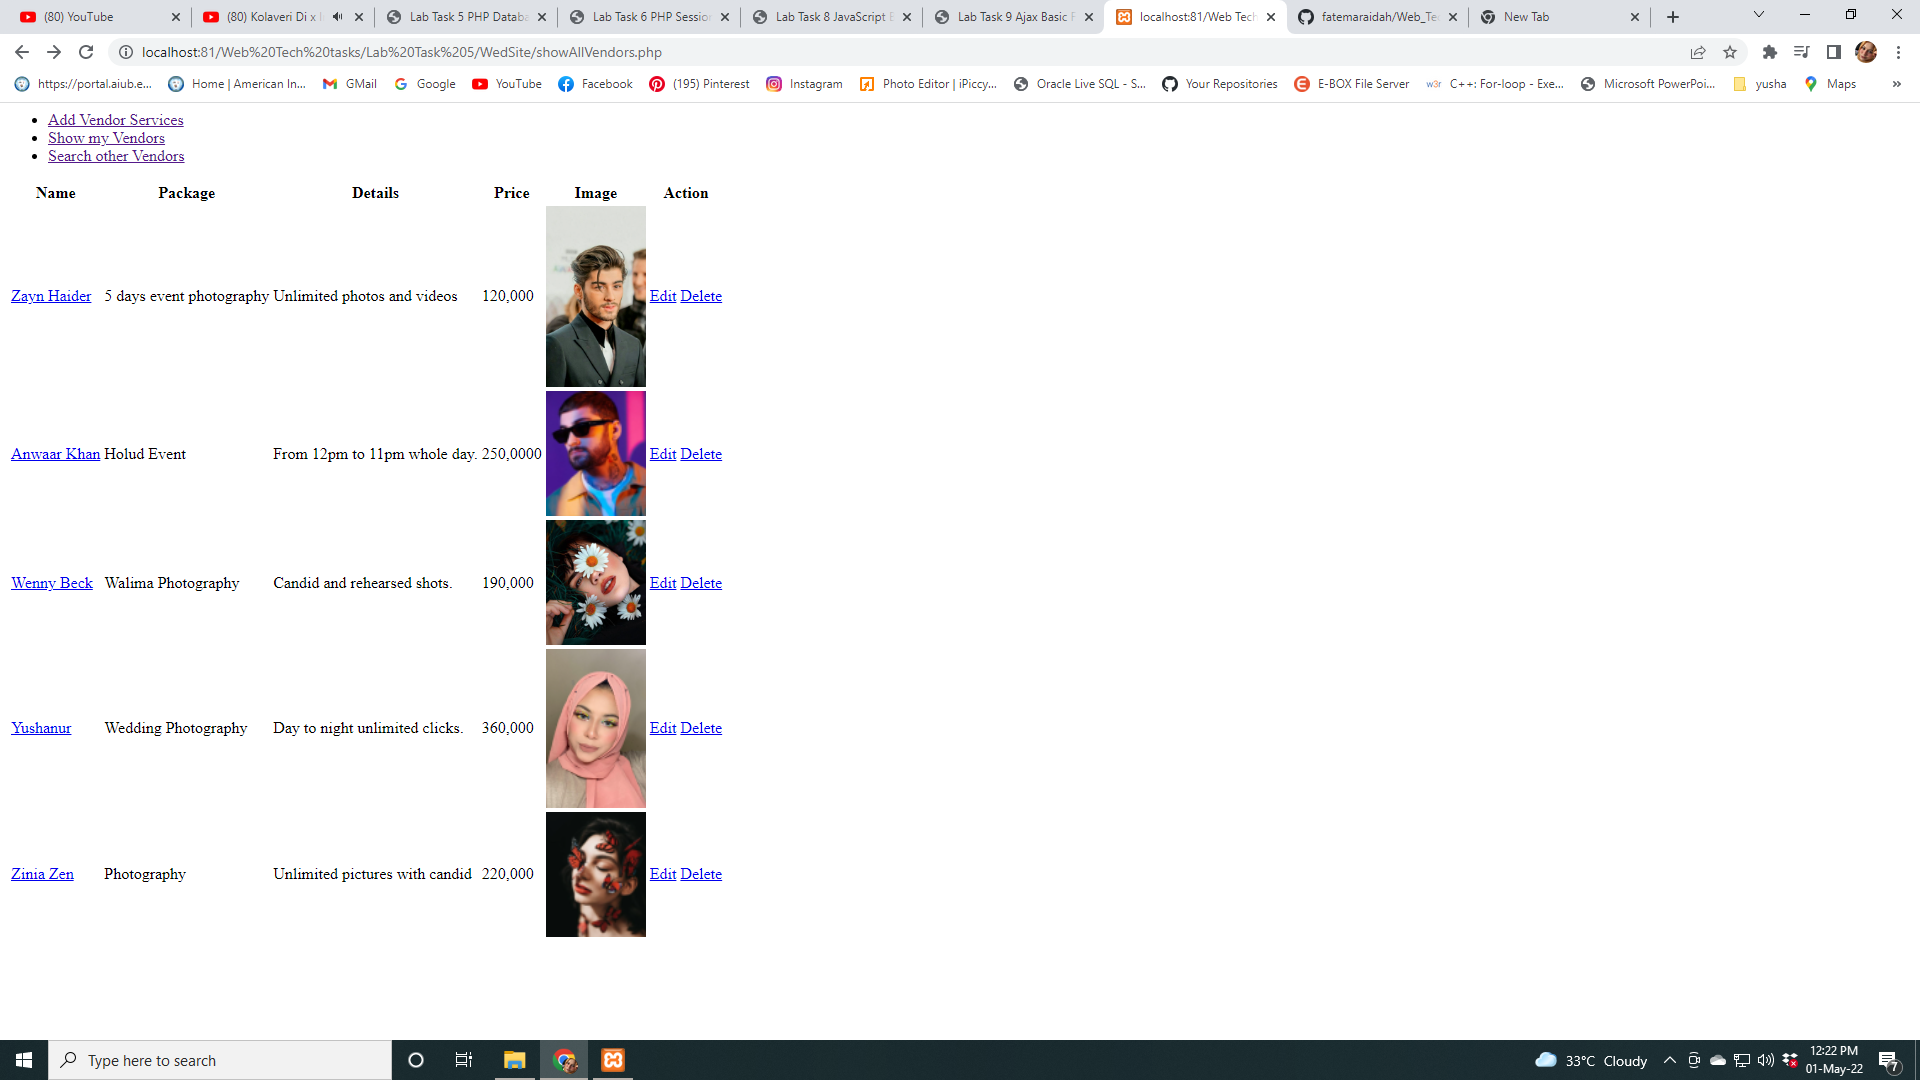 (80) YouTube
(80) Kolaveri Di x
Lab Task 5 PHP Databa
Lab Task 6 PHP Sessio
Lab Task 8 JavaScript
Lab Task 9 Ajax Basic
localhost:81/Web Tech
fatemaraidah/Web_Te
New Tab
localhost:81/Web%20Tech%20tasks/Lab%20Task%205/WedSite/showAllVendors.php
https://portal.aiub.e...
Home | American In...
GMail
Google
YouTube
Facebook
(195) Pinterest
Instagram
Photo Editor | iPiccy...
Oracle Live SQL - S...
Your Repositories
E-BOX File Server
w3r C++: For-loop - Exe...
Microsoft PowerPoi...
yusha
Maps
»
Add Vendor Services
Show my Vendors
Search other Vendors
Name Package Details Price Image Action
Zayn Haider 5 days event photography Unlimited photos and videos 120,000 Edit Delete
Anwaar Khan Holud Event From 12pm to 11pm whole day. 250,0000 Edit Delete
Wenny Beck Walima Photography Candid and rehearsed shots. 190,000 Edit Delete
Yushanur Wedding Photography Day to night unlimited clicks. 360,000 Edit Delete
Zinia Zen Photography Unlimited pictures with candid 220,000 Edit Delete
Type here to search
33°C Cloudy
12:22 PM
01-May-22
7